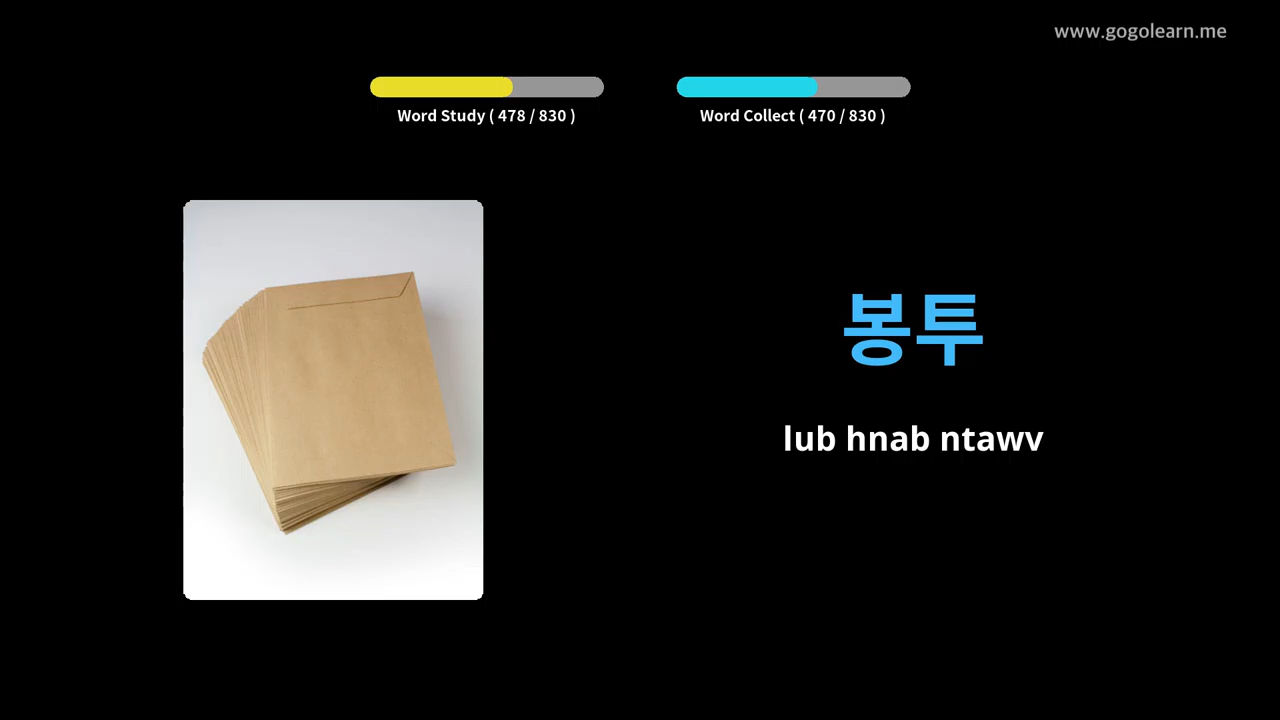 www.gogolearn.me
Word Study ( 478 / 830 )
Word Collect ( 470 / 830 )
봉투
lub hnab ntawv